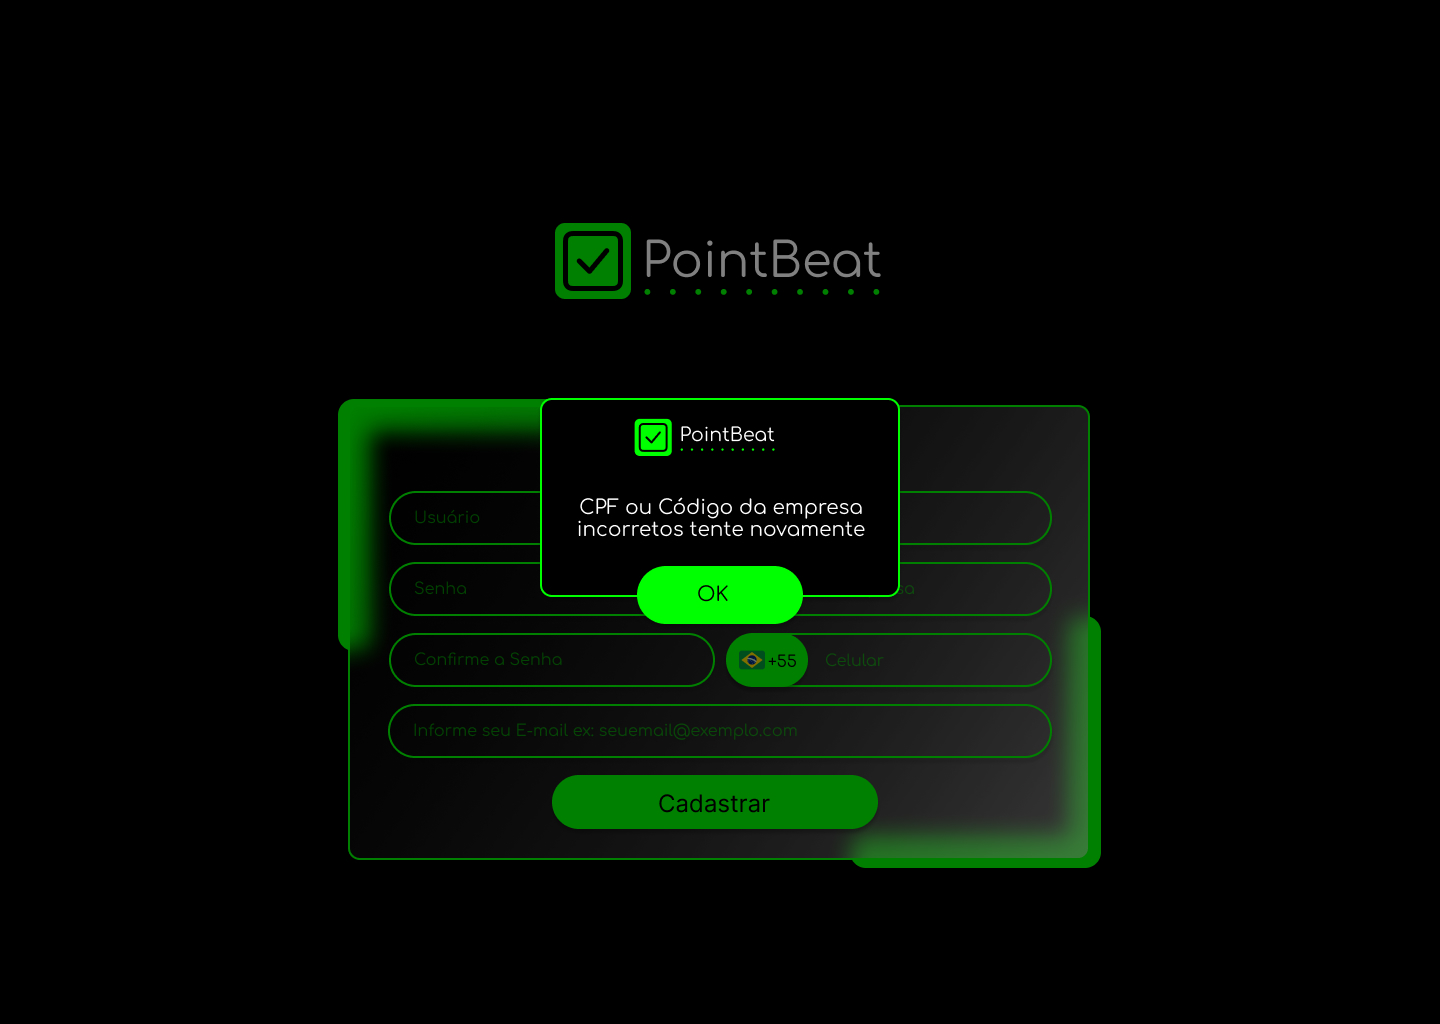 PointBeat
PointBeat
CPF ou Código da empresa
incorretos tente novamente
OK
Usuário
Senha
Confirme a Senha
+55
Celular
Informe seu E-mail ex: seuemail@exemplo.com
Cadastrar